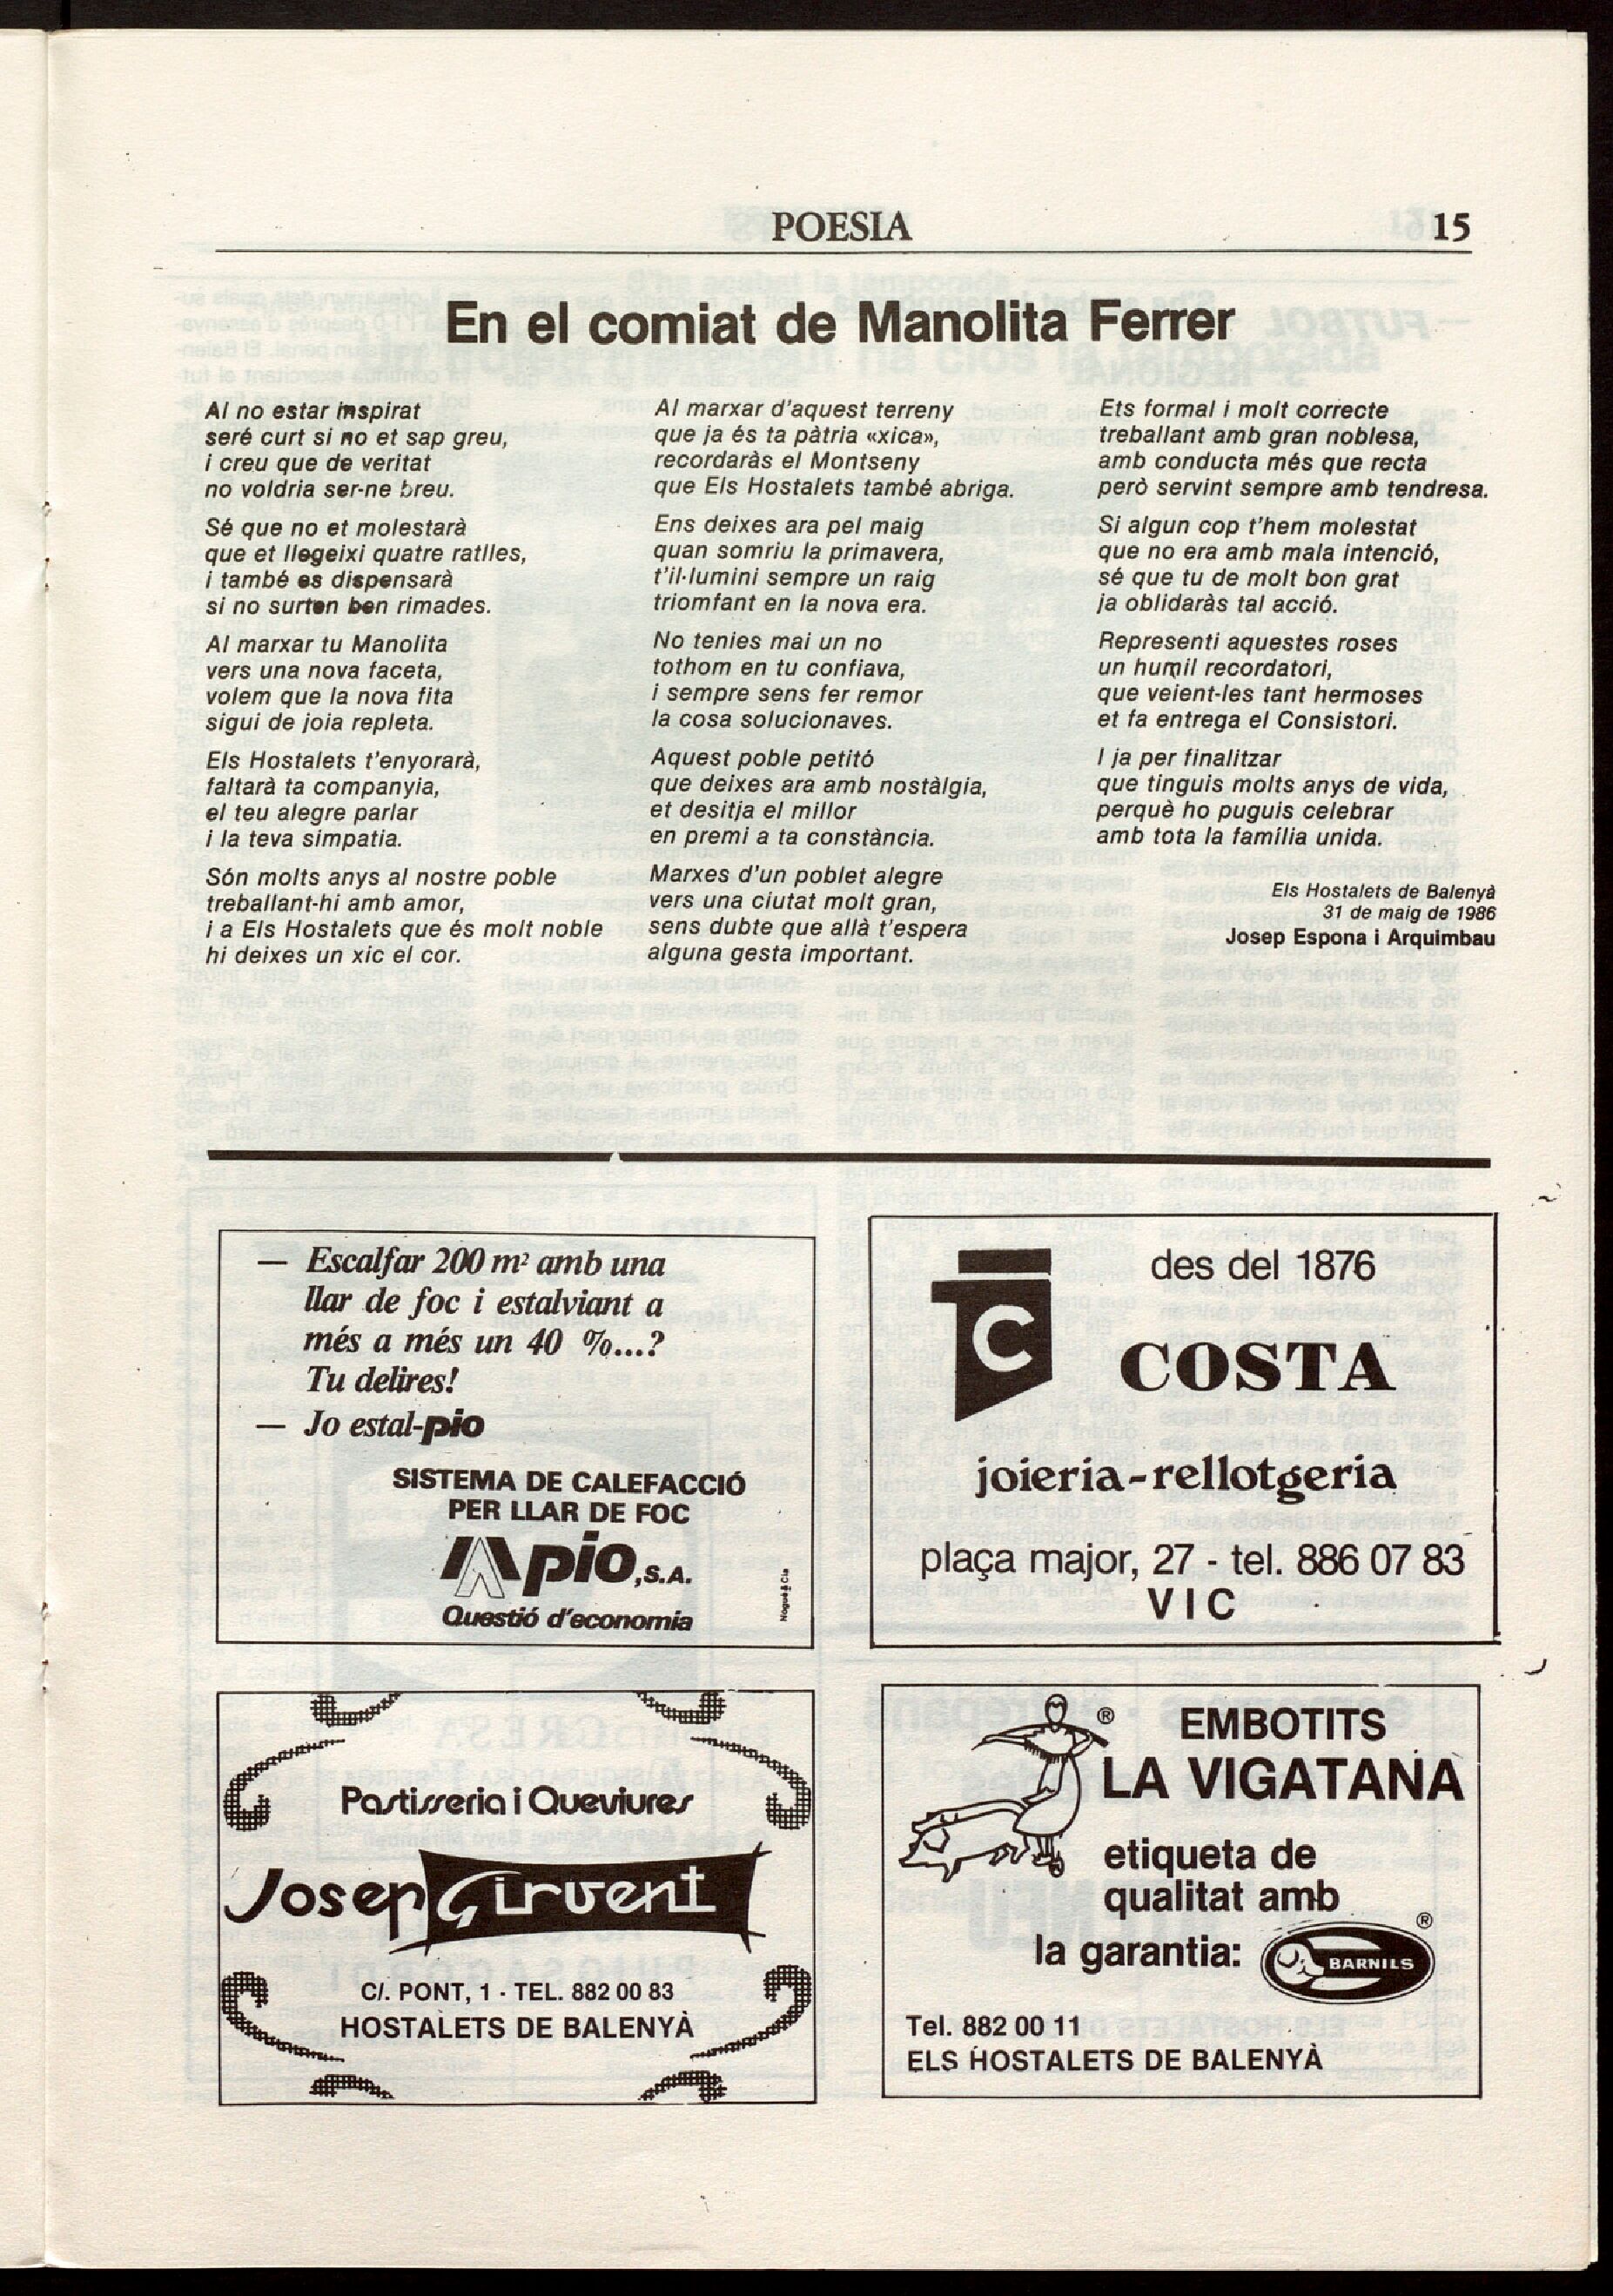 POESIA
15
En el comiat de Manolita Ferrer
Al no estar inspirat
seré curt si no et sap greu,
i creu que de veritat
no voldria ser-ne breu.
Sé que no et molestarà
que et llegeixi quatre ratlles,
i també es dispensarà
si no surten ben rimades.
Al marxar tu Manolita
vers una nova faceta,
volem que la nova fita
sigui de joia repleta.
Els Hostalets t'enyorarà,
faltarà ta companyia,
el teu alegre parlar
i la teva simpatia.
Són molts anys al nostre poble
treballant-hi amb amor,
i a Els Hostalets que és molt noble
hi deixes un xic el cor.
Al marxar d'aquest terreny
que ja és ta pàtria «xica»,
recordaràs el Montseny
que Els Hostalets també abriga.
Ens deixes ara pel maig
quan somriu la primavera,
t'il·lumini sempre un raig
triomfant en la nova era.
No tenies mai un no
tothom en tu confiava,
i sempre sens fer remor
la cosa solucionaves.
Aquest poble petitó
que deixes ara amb nostàlgia,
et desitja el millor
en premi a ta constància.
Marxes d'un poblet alegre
vers una ciutat molt gran,
sens dubte que allà t'espera
alguna gesta important.
Ets formal i molt correcte
treballant amb gran noblesa,
amb conducta més que recta
però servint sempre amb tendresa.
Si algun cop t'hem molestat
que no era amb mala intenció,
sé que tu de molt bon grat
ja oblidaràs tal acció.
Representi aquestes roses
un humil recordatori,
que veient-les tant hermoses
et fa entrega el Consistori.
I ja per finalitzar
que tinguis molts anys de vida,
perquè ho puguis celebrar
amb tota la família unida.
Els Hostalets de Balenyà
31 de maig de 1986
Josep Espona i Arquimbau
— Escalfar 200 m² amb una
llar de foc i estalviant a
més a més un 40 %...?
Tu delires!
— Jo estal-pio
SISTEMA DE CALEFACCIÓ
PER LLAR DE FOC
pio, S.A.
Questió d'economia
Nogué & Cia
des del 1876
C
COSTA
joieria-rellotgeria
plaça major, 27 - tel. 886 07 83
VIC
Pastisseria i Queviures
Josep Girvent
C/. PONT, 1 - TEL. 882 00 83
HOSTALETS DE BALENYÀ
® EMBOTITS
LA VIGATANA
etiqueta de
qualitat amb
la garantia: BARNILS ®
Tel. 882 00 11
ELS HOSTALETS DE BALENYÀ